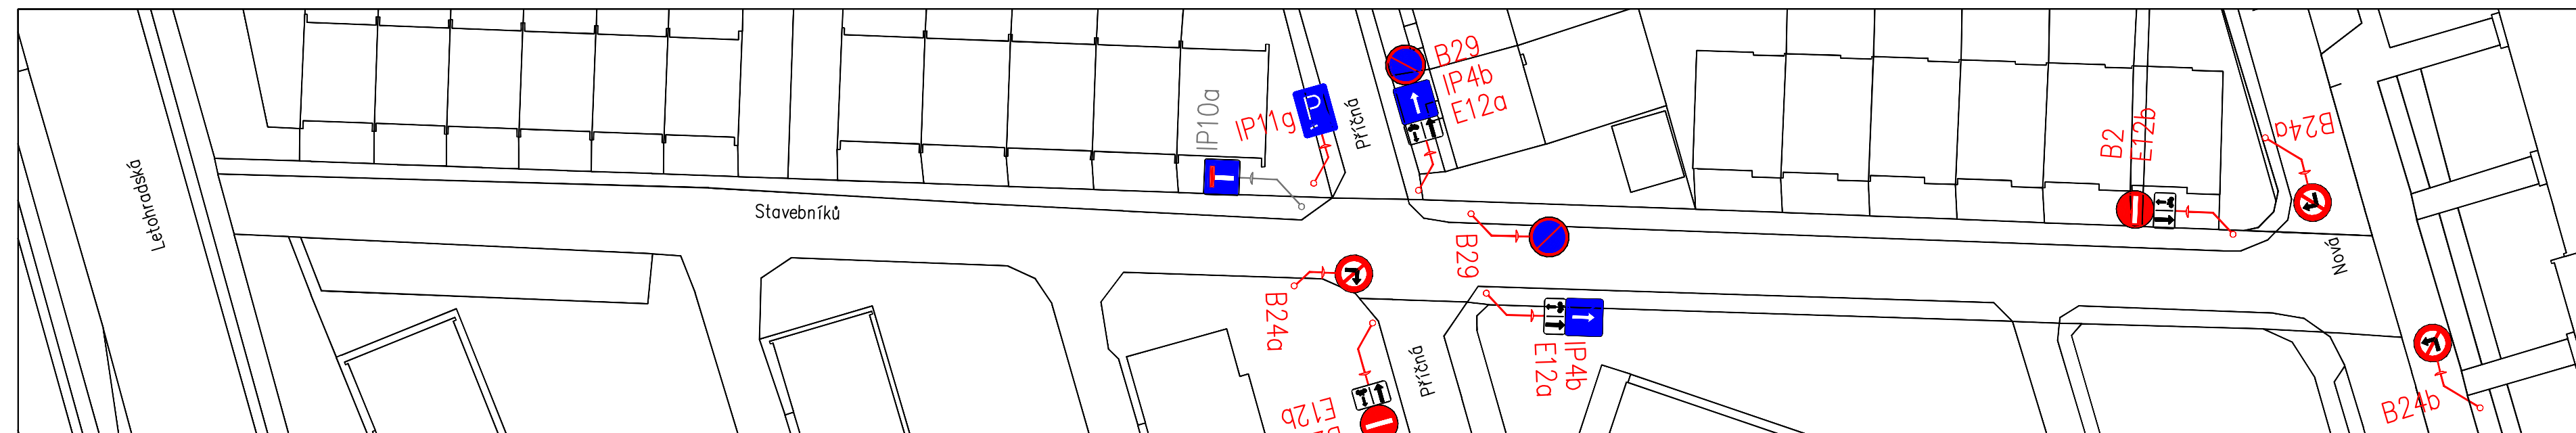 B29
IP4b
E12a
IP10a
IP11g
Příčná
B24a
B2
E12b
Letohradská
Stavebníků
B29
Nová
B24a
IP4b
E12a
Příčná
B24b
E12b
P